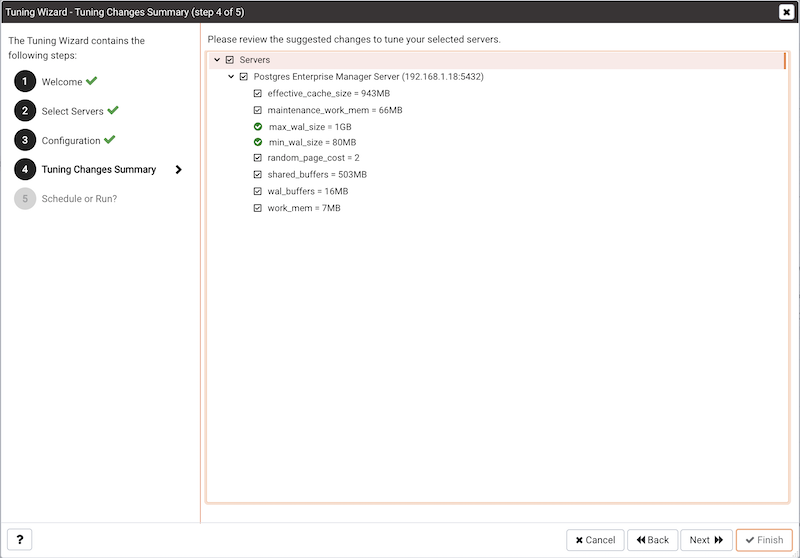 Tuning Wizard - Tuning Changes Summary (step 4 of 5)
The Tuning Wizard contains the
following steps:
1 Welcome
2 Select Servers
3 Configuration
4 Tuning Changes Summary
5 Schedule or Run?
Please review the suggested changes to tune your selected servers.
Servers
Postgres Enterprise Manager Server (192.168.1.18:5432)
effective_cache_size = 943MB
maintenance_work_mem = 66MB
max_wal_size = 1GB
min_wal_size = 80MB
random_page_cost = 2
shared_buffers = 503MB
wal_buffers = 16MB
work_mem = 7MB
? Cancel Back Next Finish